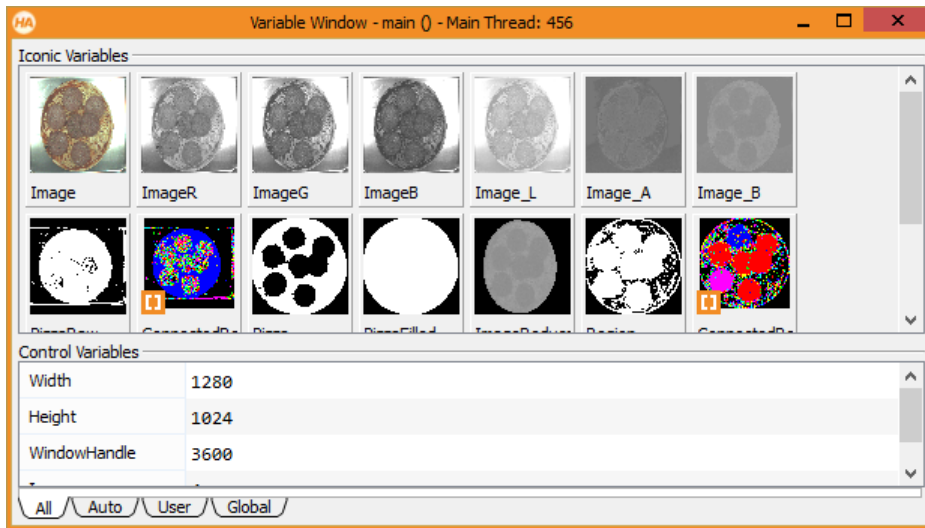 HA Variable Window - main () - Main Thread: 456
Iconic Variables
Image ImageR ImageG ImageB Image_L Image_A Image_B
Control Variables
Width 1280
Height 1024
WindowHandle 3600
All Auto User Global